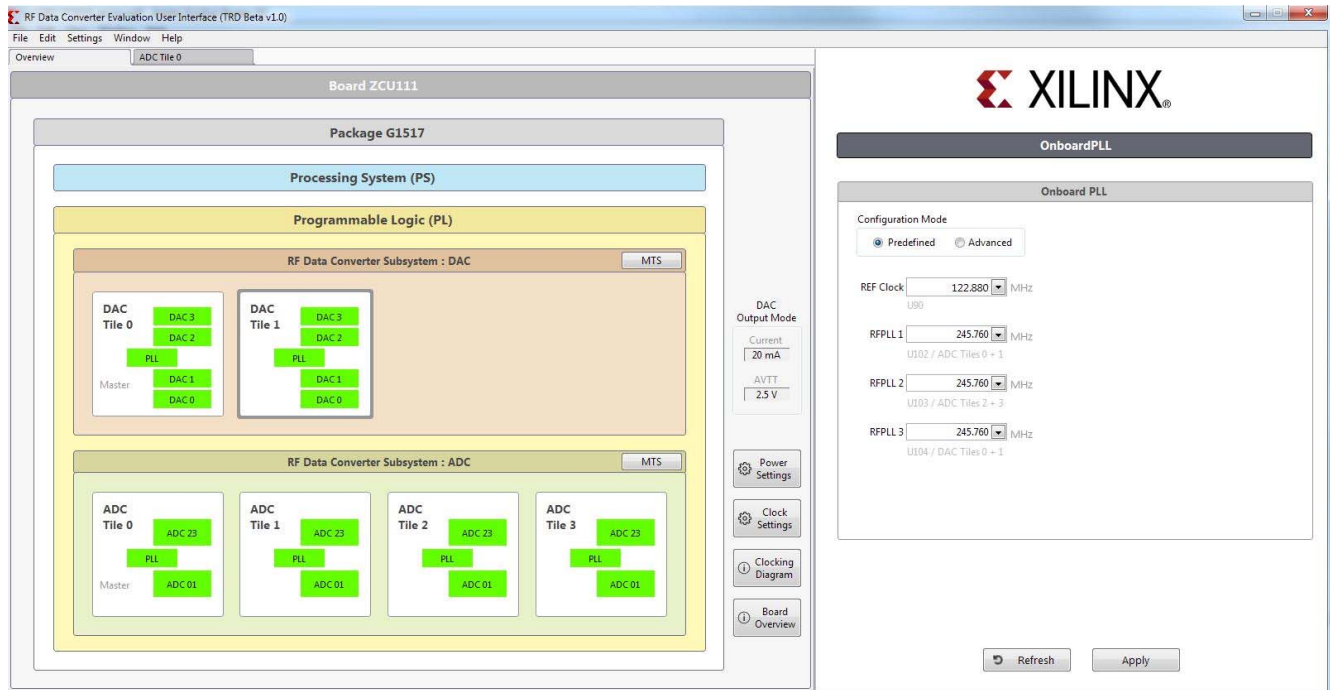 RF Data Converter Evaluation User Interface (TRD Beta v1.0)
File Edit Settings Window Help
Overview
ADC Tile 0
Board ZCU111
Package G1517
Processing System (PS)
Programmable Logic (PL)
RF Data Converter Subsystem : DAC
MTS
DAC
Tile 0
DAC 3
DAC 2
PLL
Master
DAC 1
DAC 0
DAC
Tile 1
DAC 3
DAC 2
PLL
DAC 1
DAC 0
RF Data Converter Subsystem : ADC
MTS
ADC
Tile 0
ADC 23
PLL
Master
ADC 01
ADC
Tile 1
ADC 23
PLL
ADC 01
ADC
Tile 2
ADC 23
PLL
ADC 01
ADC
Tile 3
ADC 23
PLL
ADC 01
DAC
Output Mode
Current
20 mA
AVTT
2.5 V
Power
Settings
Clock
Settings
Clocking
Diagram
Board
Overview
XILINX®
OnboardPLL
Onboard PLL
Configuration Mode
Predefined Advanced
REF Clock 122.880 MHz
U90
RFPLL 1 245.760 MHz
U102 / ADC Tiles 0 + 1
RFPLL 2 245.760 MHz
U103 / ADC Tiles 2 + 3
RFPLL 3 245.760 MHz
U104 / DAC Tiles 0 + 1
Refresh
Apply